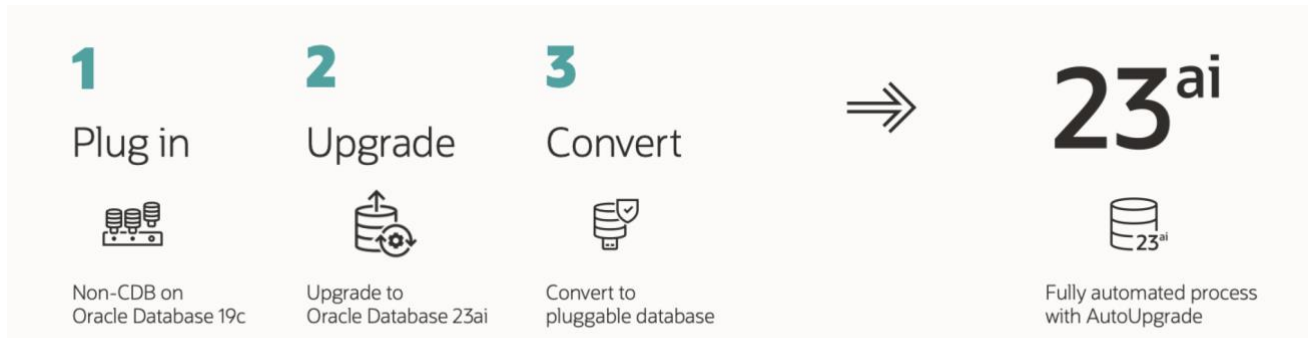 1
Plug in
Non-CDB on
Oracle Database 19c
2
Upgrade
Upgrade to
Oracle Database 23ai
3
Convert
Convert to
pluggable database
23ai
23ai
Fully automated process
with AutoUpgrade